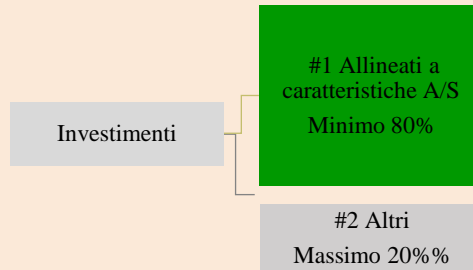 #1 Allineati a
caratteristiche A/S
Minimo 80%
Investimenti
#2 Altri
Massimo 20%%